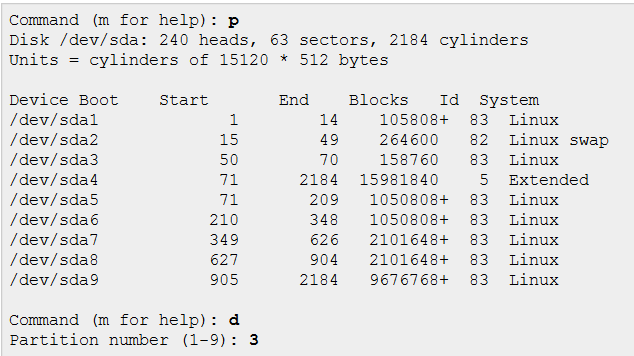 Command (m for help): p
Disk /dev/sda: 240 heads, 63 sectors, 2184 cylinders
Units = cylinders of 15120 * 512 bytes
Device Boot    Start       End    Blocks   Id  System
/dev/sda1          1        14    105808+  83  Linux
/dev/sda2         15        49    264600   82  Linux swap
/dev/sda3         50        70    158760   83  Linux
/dev/sda4         71      2184  15981840    5  Extended
/dev/sda5         71       209   1050808+  83  Linux
/dev/sda6        210       348   1050808+  83  Linux
/dev/sda7        349       626   2101648+  83  Linux
/dev/sda8        627       904   2101648+  83  Linux
/dev/sda9        905      2184   9676768+  83  Linux
Command (m for help): d
Partition number (1-9): 3